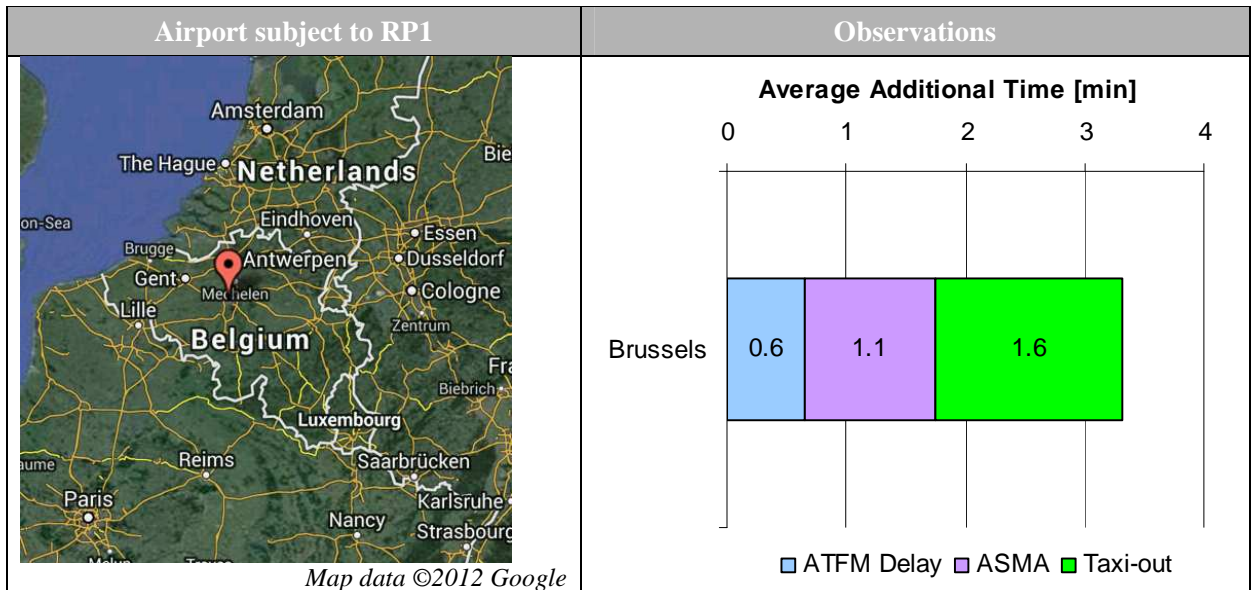 Airport subject to RP1
Observations
Amsterdam
The Hague
Netherlands
Bie
on-Sea
Eindhoven
Essen
Brugge
Antwerpen
Dusseldorf
Gent
Mechelen
Cologne
Lille
Zentrum
Belgium
Fra
Biebrich
Luxembourg
aume
Reims
Saarbrücken
Paris
Karlsruhe
Nancy
Strasbourg
Map data ©2012 Google
Average Additional Time [min]
0 1 2 3 4
Brussels 0.6 1.1 1.6
ATFM Delay ASMA Taxi-out